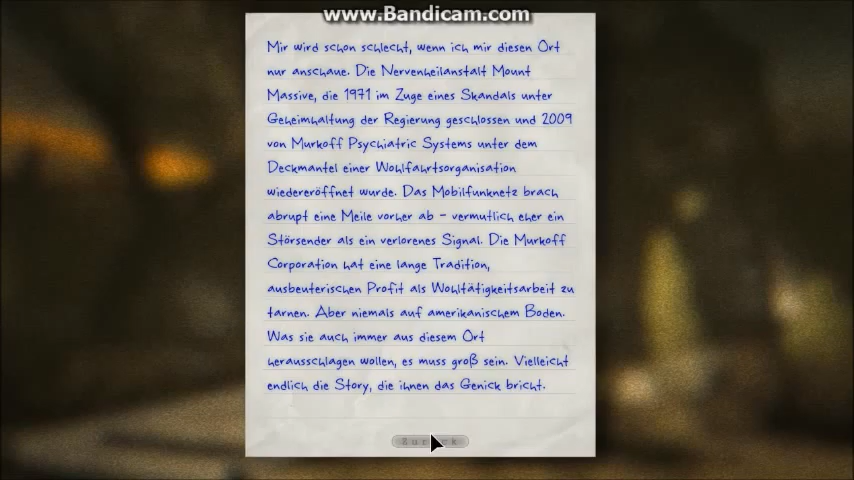 www.Bandicam.com
Mir wird schon schlecht, wenn ich mir diesen Ort
nur anschaue. Die Nervenheilanstalt Mount
Massive, die 1971 im Zuge eines Skandals unter
Geheimhaltung der Regierung geschlossen und 2009
von Murkoff Psychiatric Systems unter dem
Deckmantel einer Wohlfahrtsorganisation
wiedereröffnet wurde. Das Mobilfunknetz brach
abrupt eine Meile vorher ab - vermutlich eher ein
Störsender als ein verlorenes Signal. Die Murkoff
Corporation hat eine lange Tradition,
ausbeuterischen Profit als Wohltätigkeitsarbeit zu
tarnen. Aber niemals auf amerikanischem Boden.
Was sie auch immer aus diesem Ort
herausschlagen wollen, es muss groß sein. Vielleicht
endlich die Story, die ihnen das Genick bricht.
Zurück